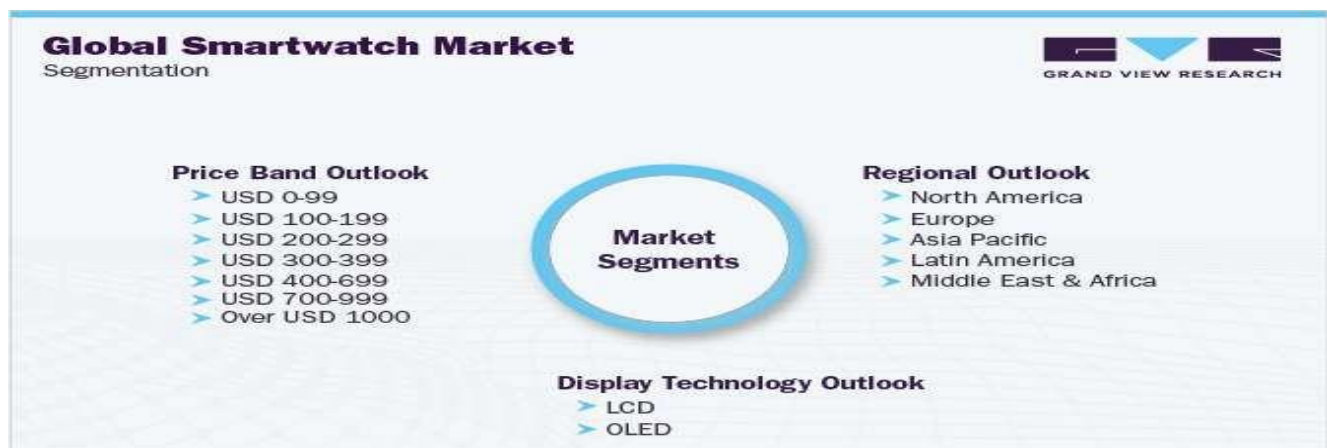 Global Smartwatch Market
Segmentation
GRAND VIEW RESEARCH
Price Band Outlook
USD 0-99
USD 100-199
USD 200-299
USD 300-399
USD 400-699
USD 700-999
Over USD 1000
Market
Segments
Regional Outlook
North America
Europe
Asia Pacific
Latin America
Middle East & Africa
Display Technology Outlook
LCD
OLED